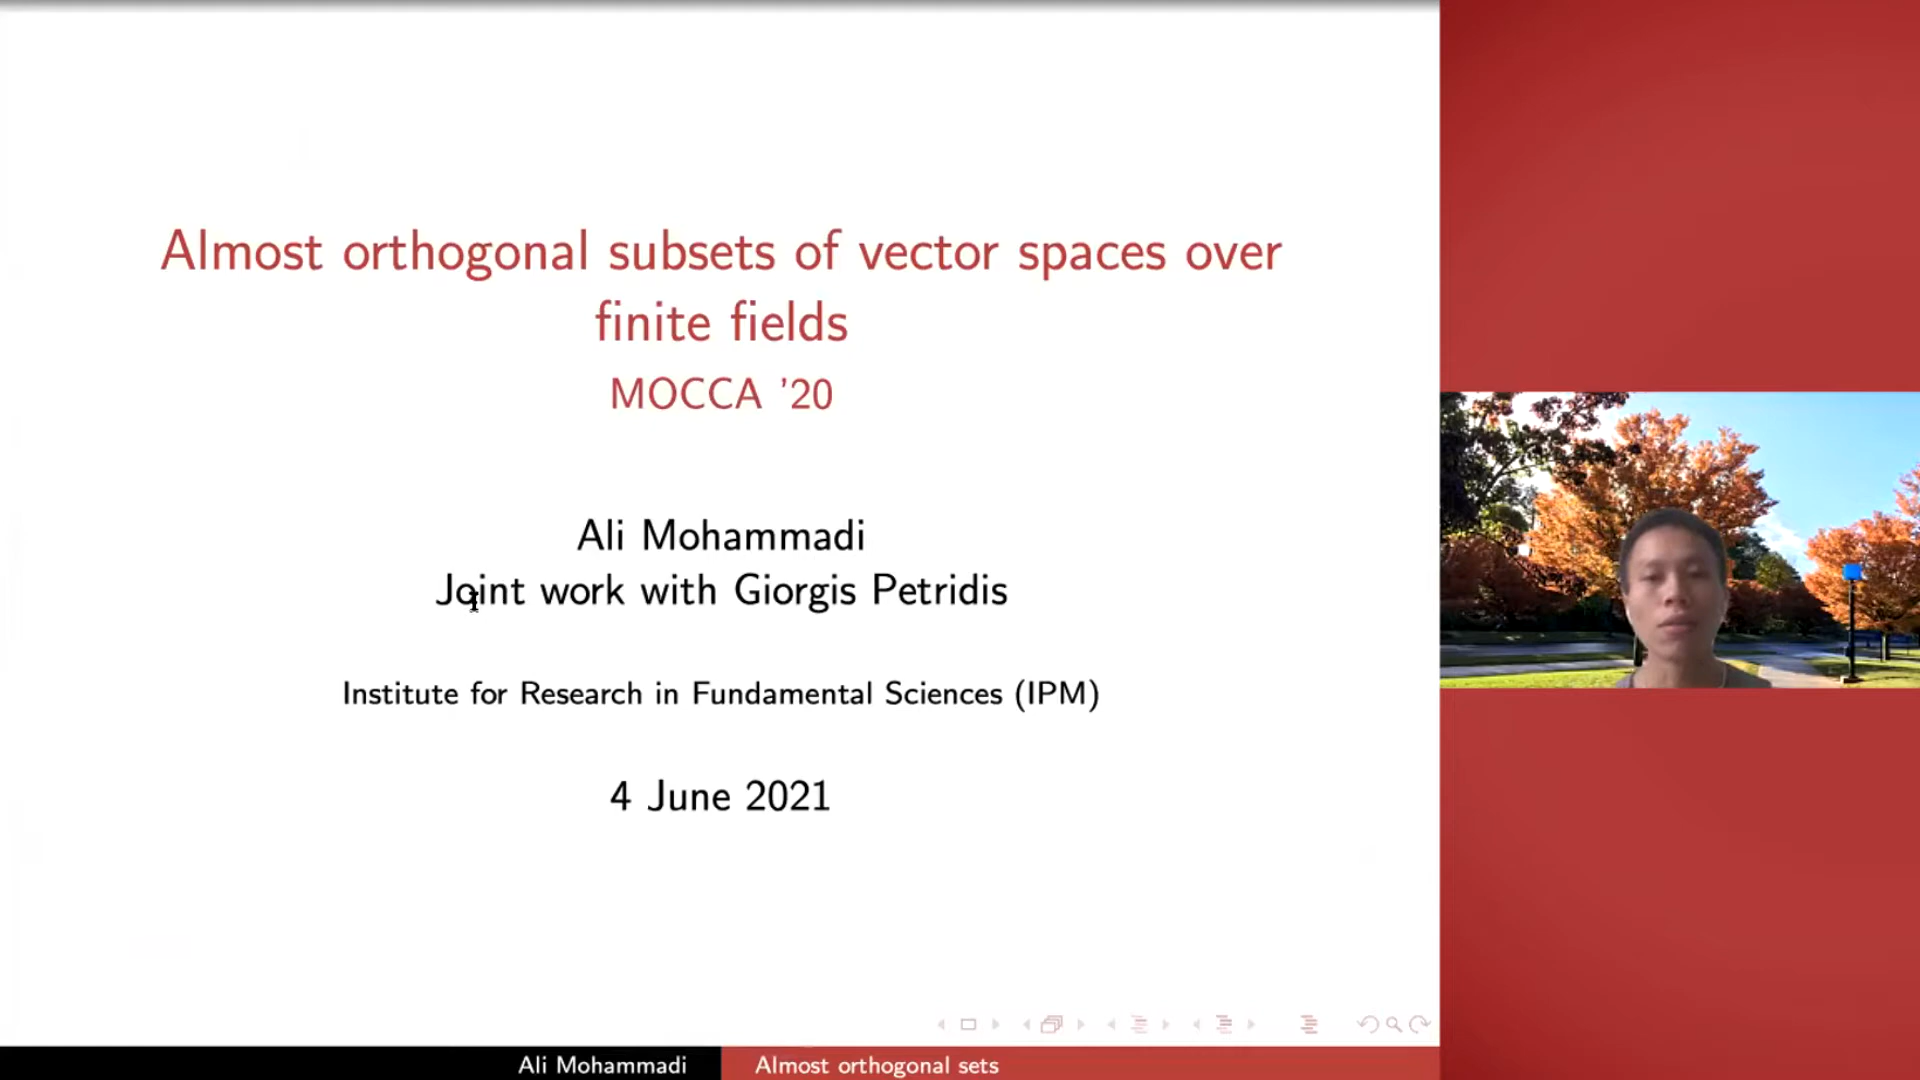 Almost orthogonal subsets of vector spaces over
finite fields
MOCCA '20
Ali Mohammadi
Joint work with Giorgis Petridis
Institute for Research in Fundamental Sciences (IPM)
4 June 2021
Ali Mohammadi
Almost orthogonal sets